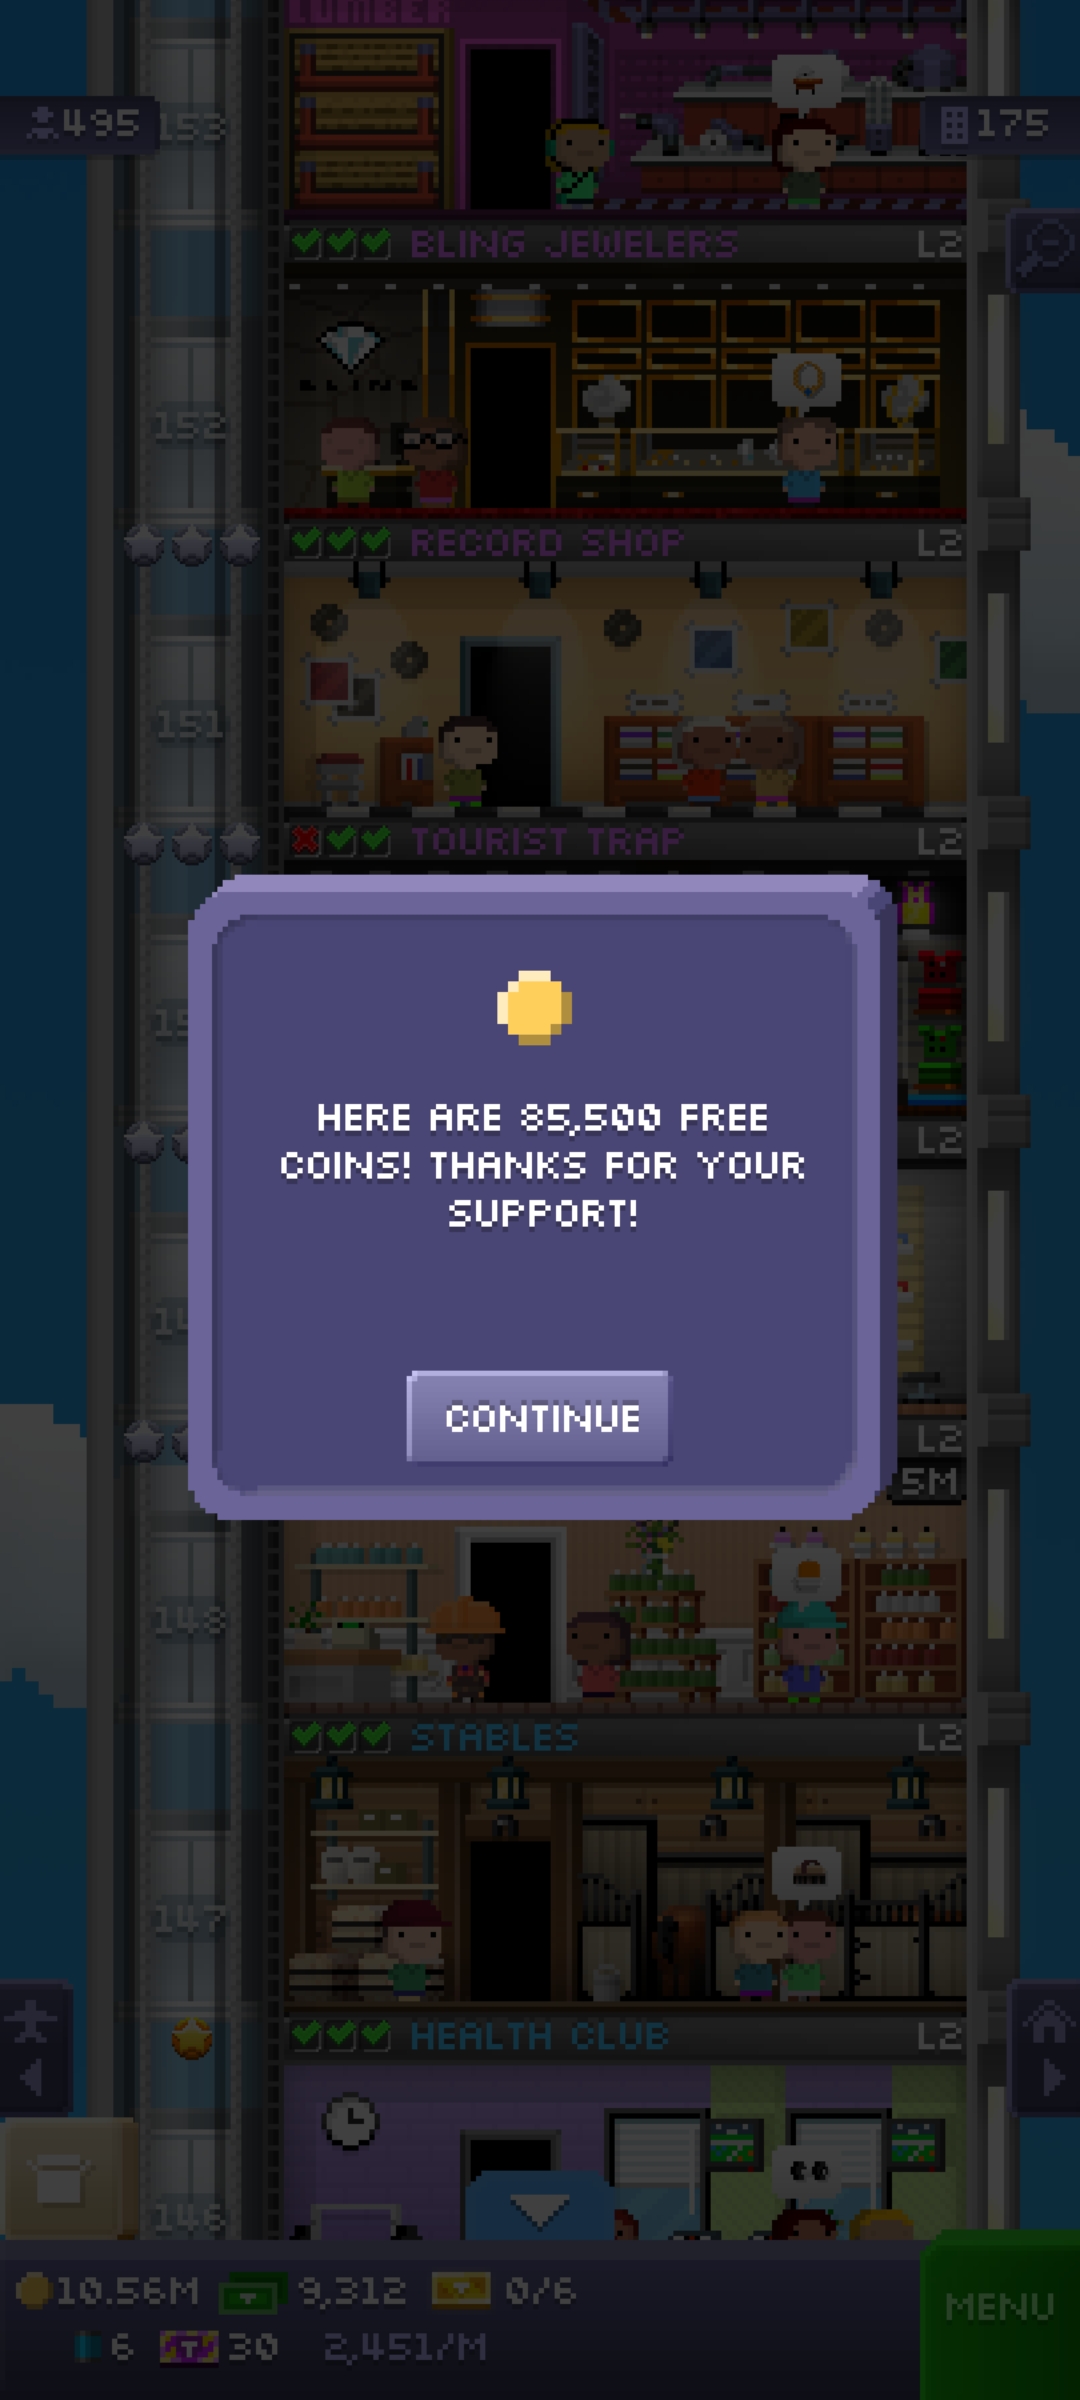 LUMBER
495
153
175
BLING JEWELERS L2
BLING
152
RECORD SHOP L2
151
TOURIST TRAP L2
HERE ARE 85,500 FREE
COINS! THANKS FOR YOUR
SUPPORT!
L2
CONTINUE
L2
5M
148
STABLES L2
147
HEALTH CLUB L2
146
10.56M 9,312 0/6
6 30 2,451/M
MENU